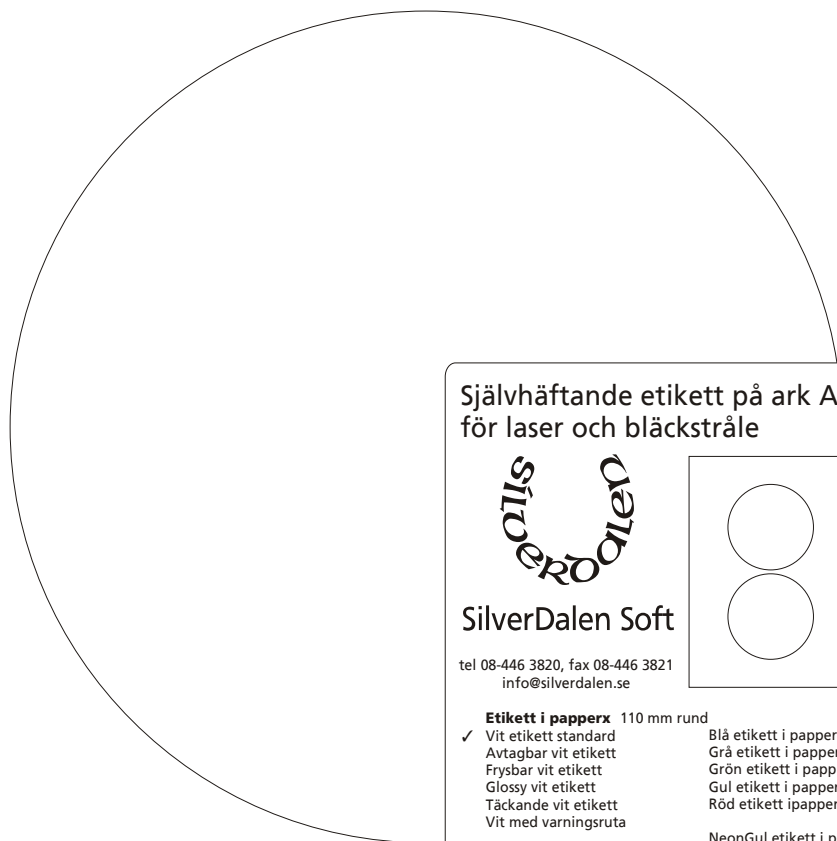 Självhäftande etikett på ark A
för laser och bläckstråle
silverdalen
SilverDalen Soft
tel 08-446 3820, fax 08-446 3821
info@silverdalen.se
Etikett i papperx 110 mm rund
✓ Vit etikett standard
Avtagbar vit etikett
Frysbar vit etikett
Glossy vit etikett
Täckande vit etikett
Vit med varningsruta
Blå etikett i papper
Grå etikett i papper
Grön etikett i papp
Gul etikett i papper
Röd etikett ipapper
NeonGul etikett i p